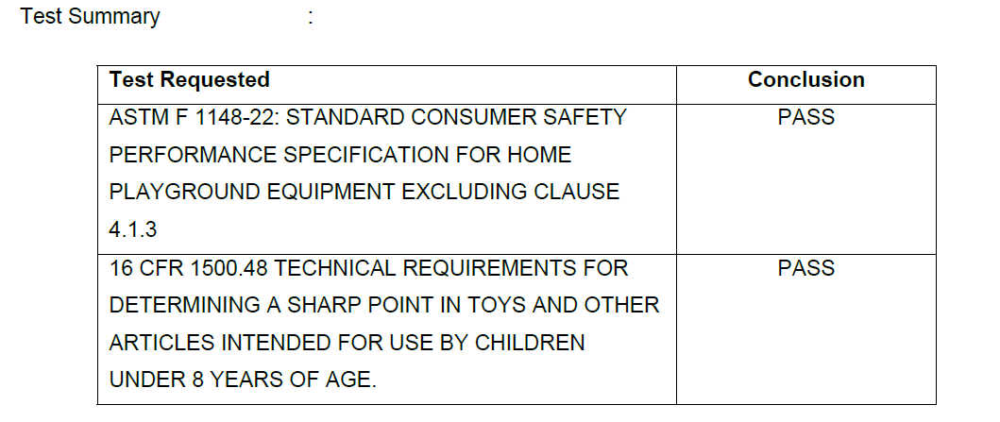 Test Summary :
Test Requested Conclusion
ASTM F 1148-22: STANDARD CONSUMER SAFETY PASS
PERFORMANCE SPECIFICATION FOR HOME
PLAYGROUND EQUIPMENT EXCLUDING CLAUSE
4.1.3
16 CFR 1500.48 TECHNICAL REQUIREMENTS FOR PASS
DETERMINING A SHARP POINT IN TOYS AND OTHER
ARTICLES INTENDED FOR USE BY CHILDREN
UNDER 8 YEARS OF AGE.